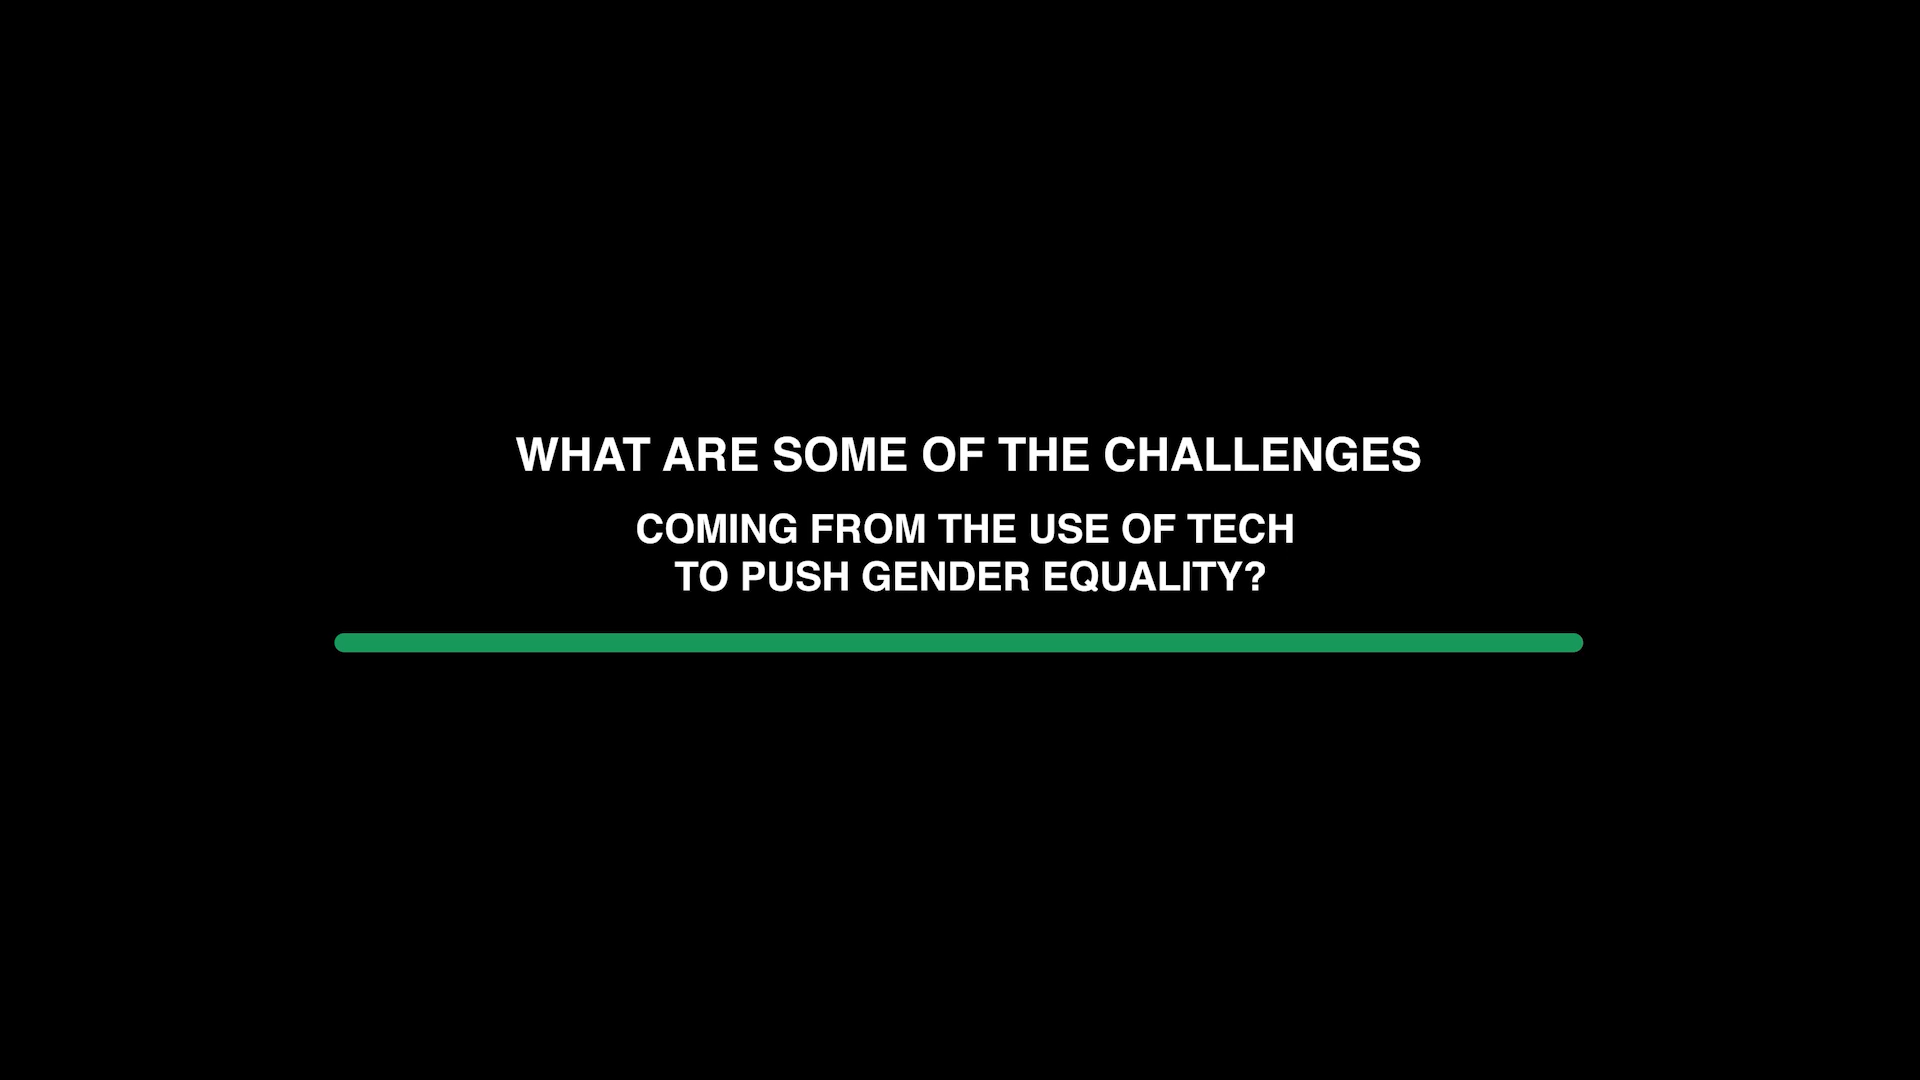 WHAT ARE SOME OF THE CHALLENGES
COMING FROM THE USE OF TECH
TO PUSH GENDER EQUALITY?